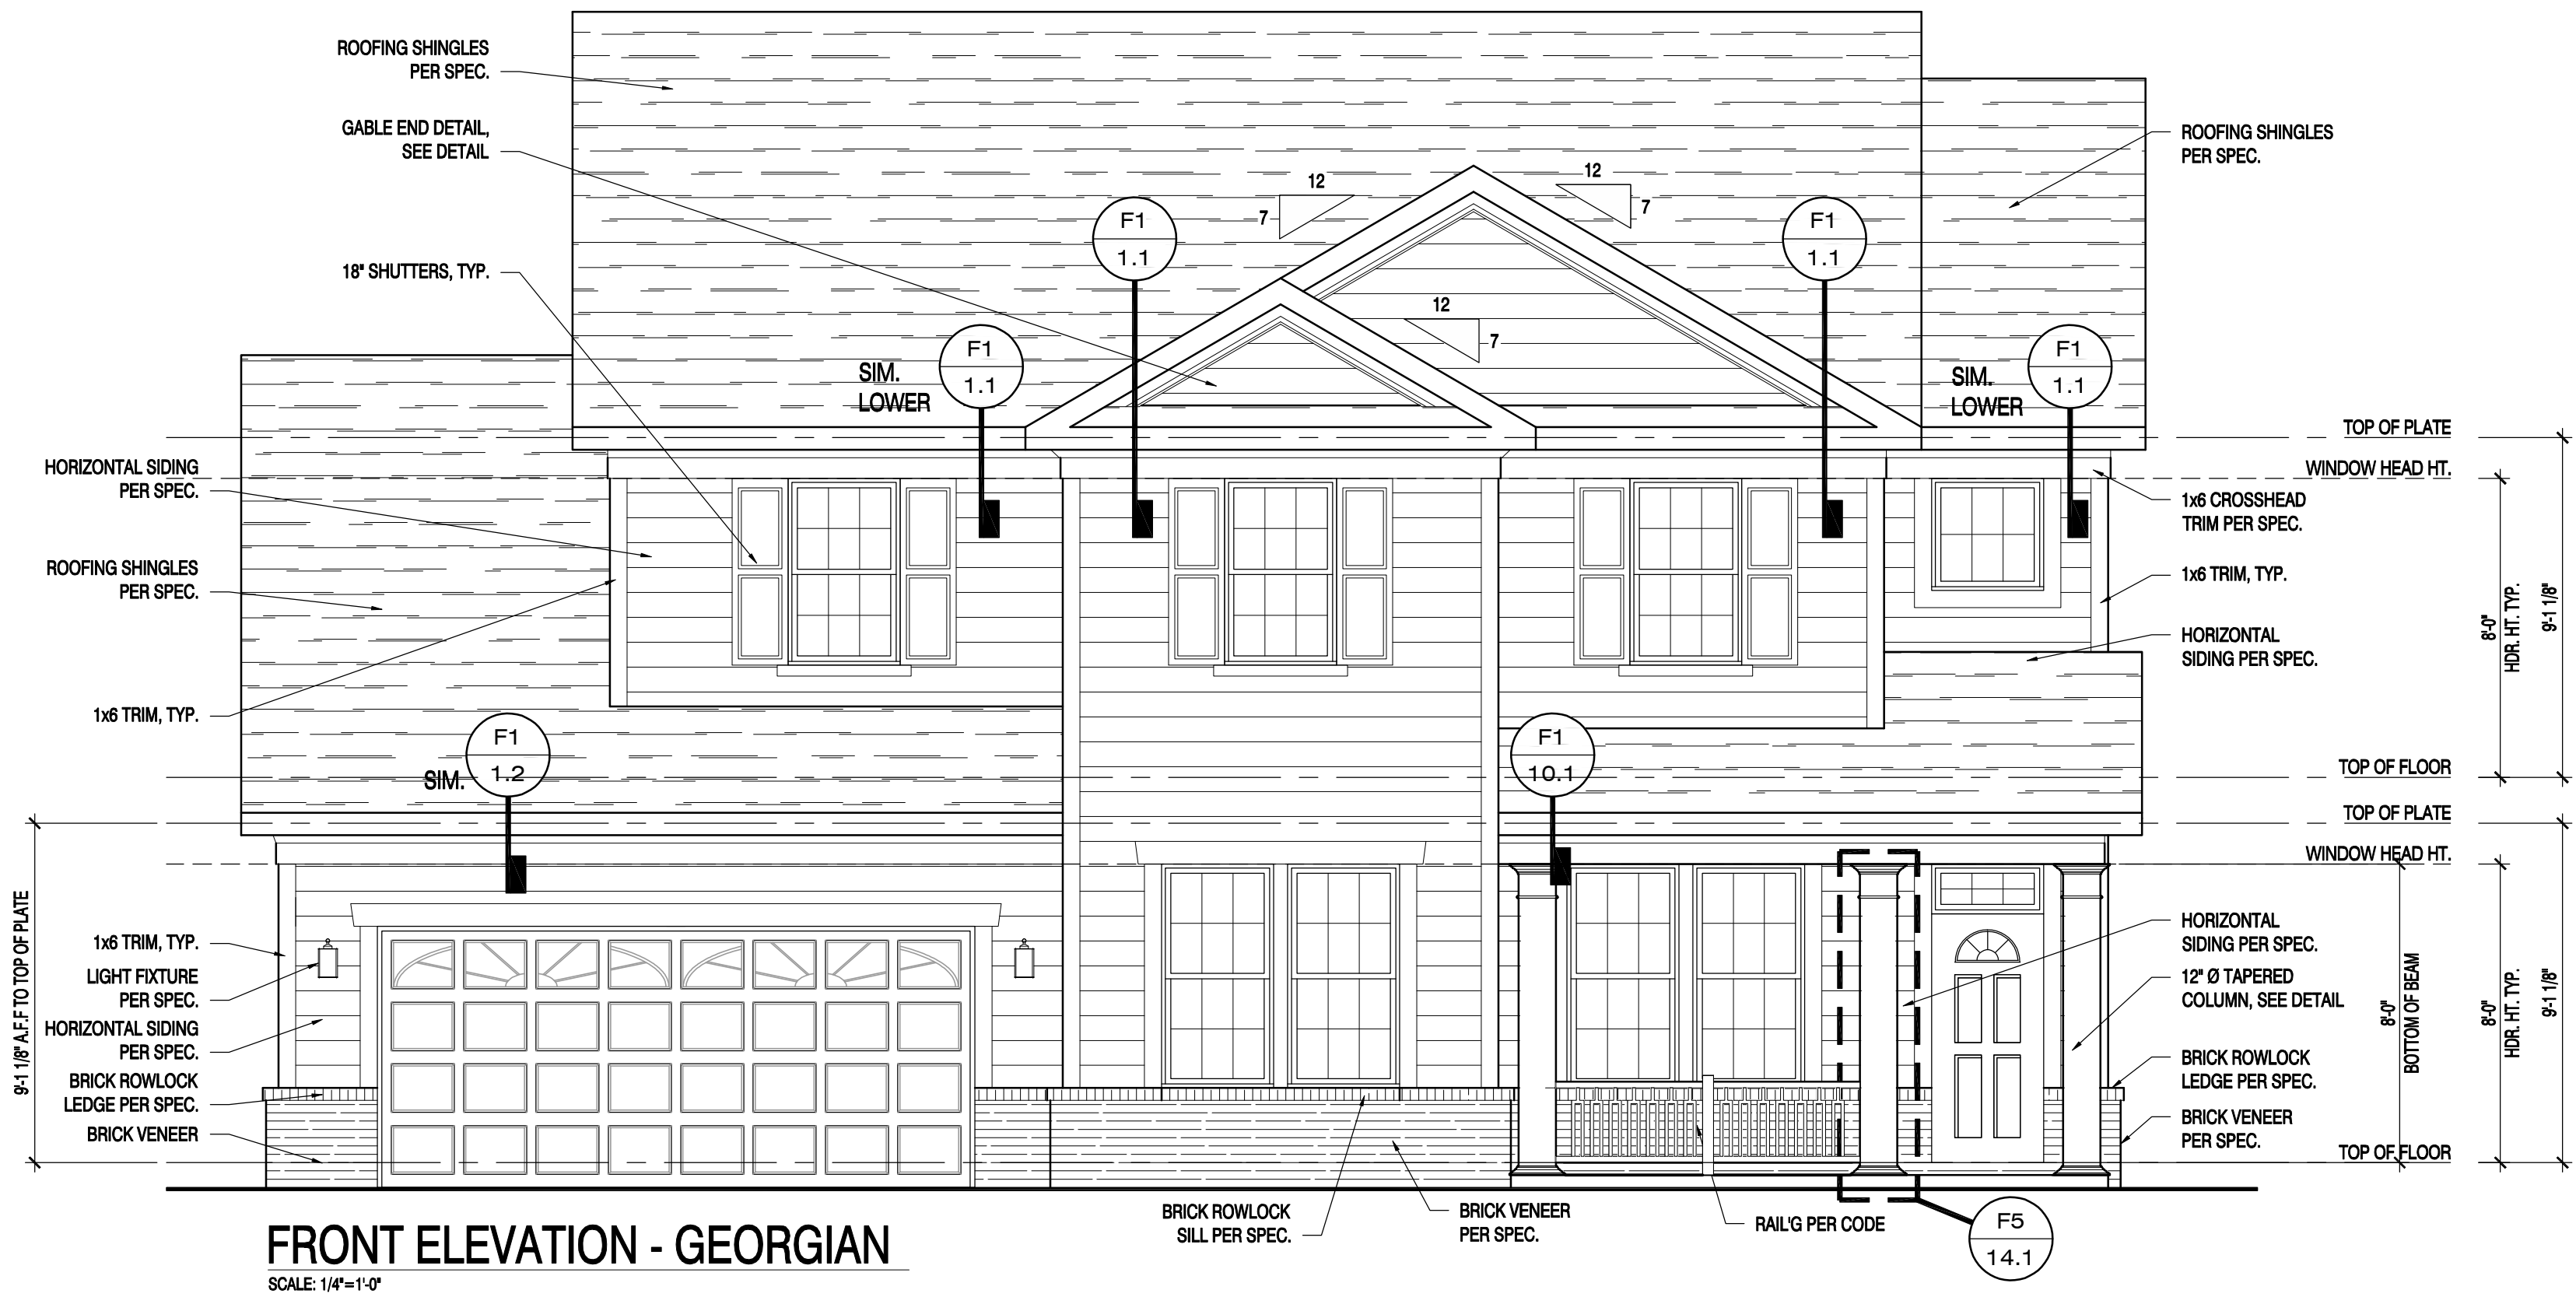 ROOFING SHINGLES
PER SPEC.
GABLE END DETAIL,
SEE DETAIL
18" SHUTTERS, TYP.
HORIZONTAL SIDING
PER SPEC.
ROOFING SHINGLES
PER SPEC.
1x6 TRIM, TYP.
9'-1 1/8" A.F.F TO TOP OF PLATE
1x6 TRIM, TYP.
LIGHT FIXTURE
PER SPEC.
HORIZONTAL SIDING
PER SPEC.
BRICK ROWLOCK
LEDGE PER SPEC.
BRICK VENEER
12
7
12
7
12
7
F1
1.1
F1
1.1
SIM.
LOWER
F1
1.1
SIM.
LOWER
F1
1.1
SIM.
F1
1.2
F1
10.1
ROOFING SHINGLES
PER SPEC.
TOP OF PLATE
WINDOW HEAD HT.
1x6 CROSSHEAD
TRIM PER SPEC.
1x6 TRIM, TYP.
HORIZONTAL
SIDING PER SPEC.
8'-0"
HDR. HT. TYP.
9'-1 1/8"
TOP OF FLOOR
TOP OF PLATE
WINDOW HEAD HT.
HORIZONTAL
SIDING PER SPEC.
12" Ø TAPERED
COLUMN, SEE DETAIL
8'-0"
BOTTOM OF BEAM
8'-0"
HDR. HT. TYP.
9'-1 1/8"
BRICK ROWLOCK
LEDGE PER SPEC.
BRICK VENEER
PER SPEC.
TOP OF FLOOR
BRICK ROWLOCK
SILL PER SPEC.
BRICK VENEER
PER SPEC.
RAIL'G PER CODE
F5
14.1
FRONT ELEVATION - GEORGIAN
SCALE: 1/4"=1'-0"